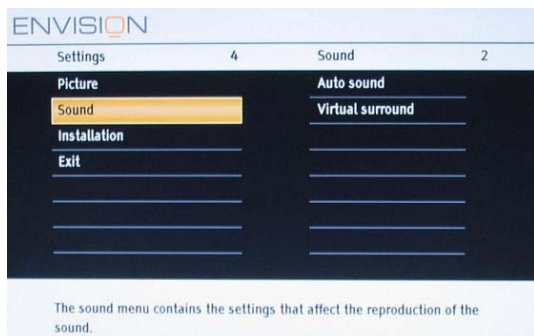 ENVISION
Settings 4 Sound 2
Picture Auto sound
Sound Virtual surround
Installation
Exit
The sound menu contains the settings that affect the reproduction of the
sound.